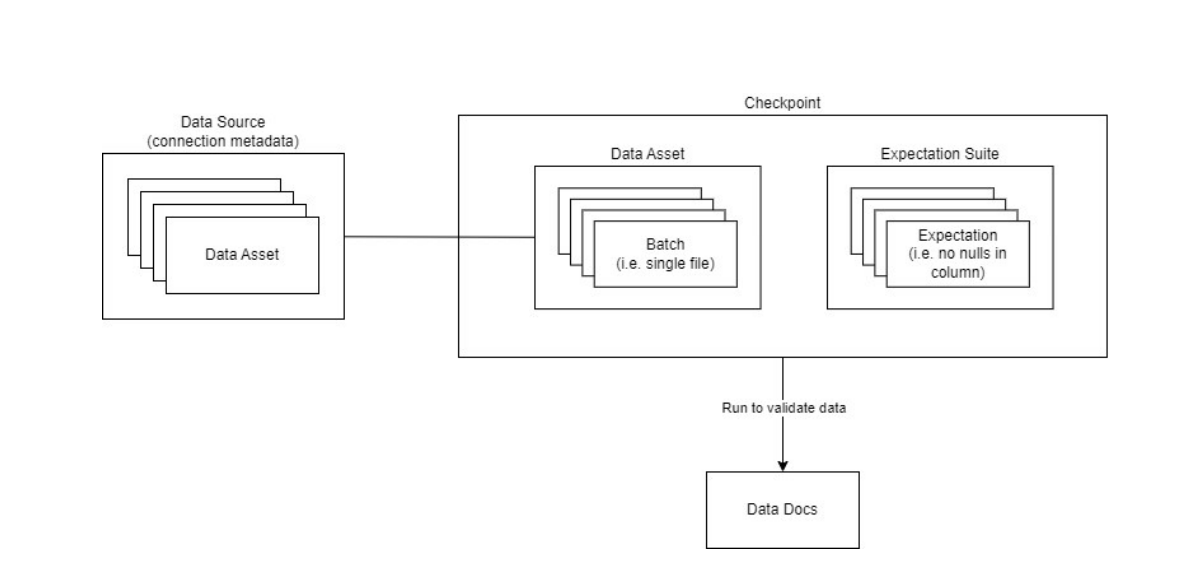 Checkpoint
Data Source
(connection metadata)
Data Asset
Data Asset
Batch
(i.e. single file)
Expectation Suite
Expectation
(i.e. no nulls in
column)
Run to validate data
Data Docs